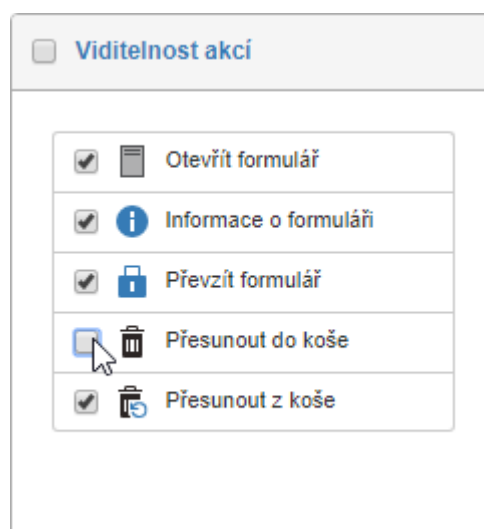 Viditelnost akcí
Otevřít formulář
Informace o formuláři
Převzít formulář
Přesunout do koše
Přesunout z koše